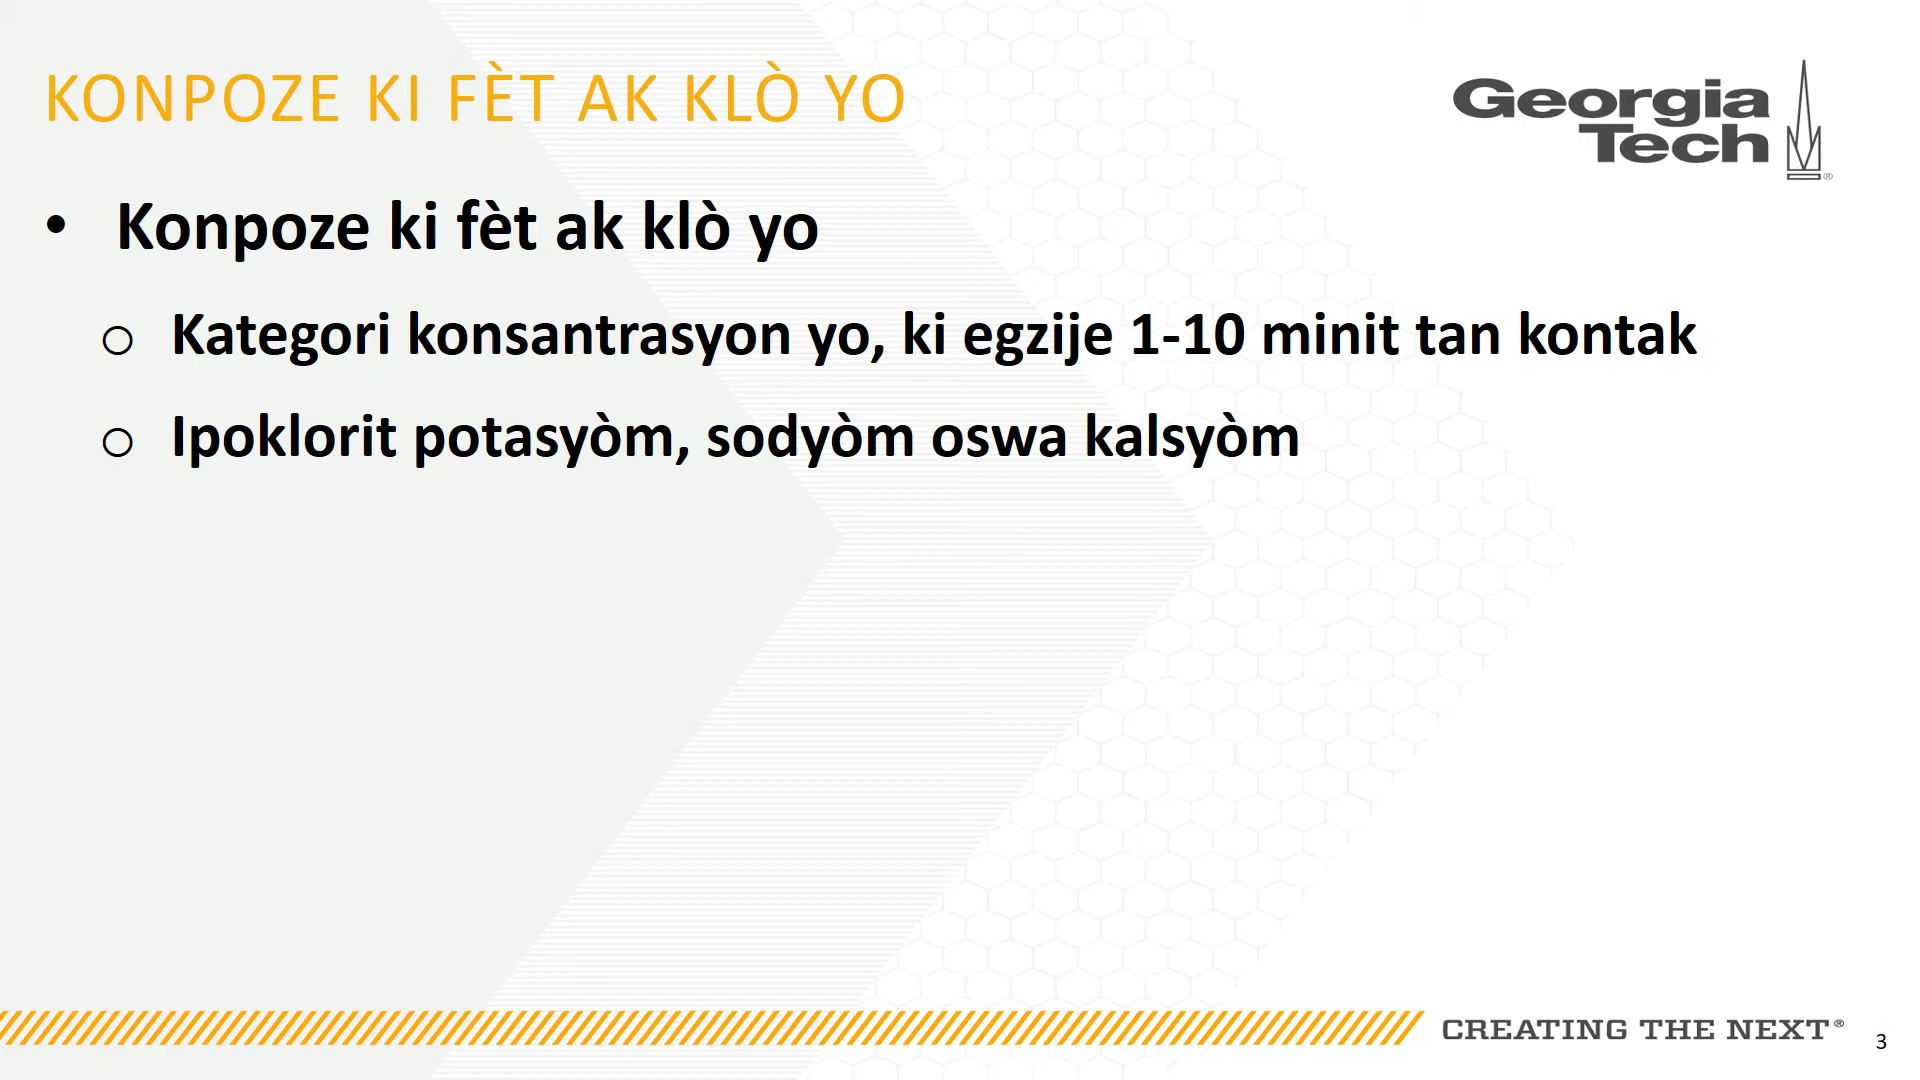 KONPOZE KI FÈT AK KLÒ YO
Georgia
Tech
®
• Konpoze ki fèt ak klò yo
o Kategori konsantrasyon yo, ki egzije 1-10 minit tan kontak
o Ipoklorit potasyòm, sodyòm oswa kalsyòm
CREATING THE NEXT®
3